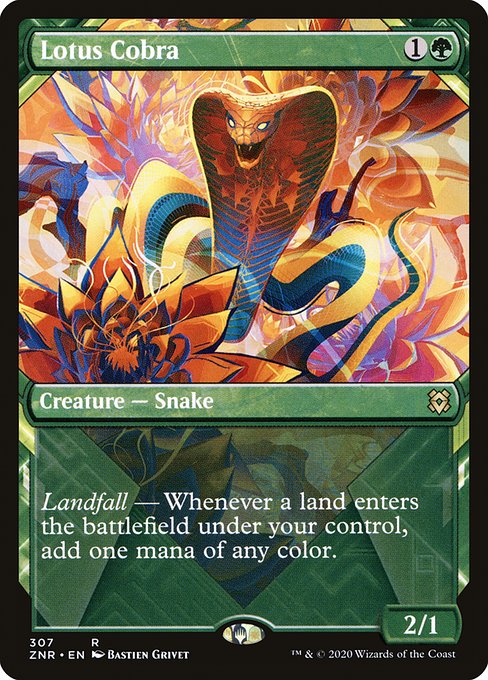 Lotus Cobra 1
Creature — Snake
Landfall — Whenever a land enters
the battlefield under your control,
add one mana of any color.
2/1
307 R
ZNR • EN Bastien Grivet
™ & © 2020 Wizards of the Coast